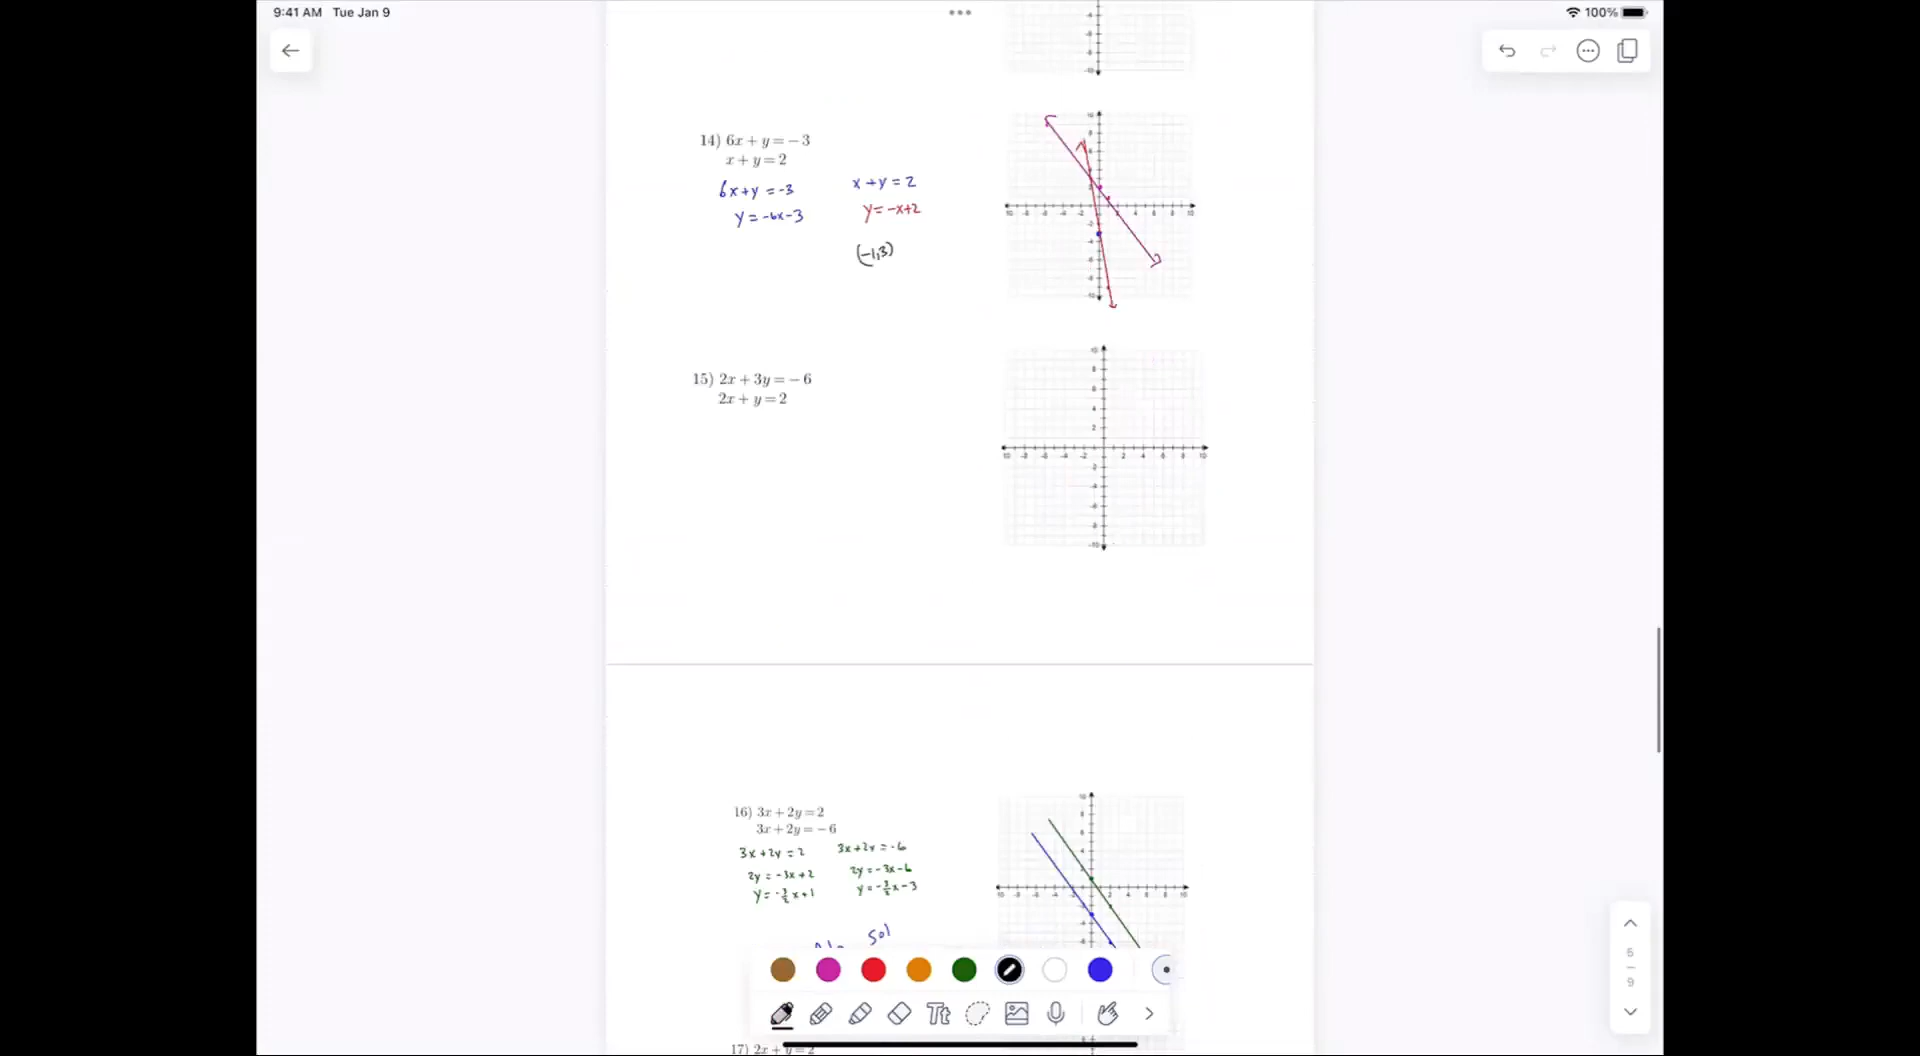 9:41 AM Tue Jan 9
100%
14) 6x + y = − 3
x + y = 2
6x+y = -3
y = -6x-3
x + y = 2
y = -x+2
(-1,3)
15) 2x + 3y = − 6
2x + y = 2
16) 3x + 2y = 2
3x + 2y = − 6
3x + 2y = 2
2y = -3x + 2
y = -3/2 x + 1
3x + 2y = -6
2y = -3x - 6
y = -3/2 x - 3
Sol
Tt
6
9
17) 2x + y = 2